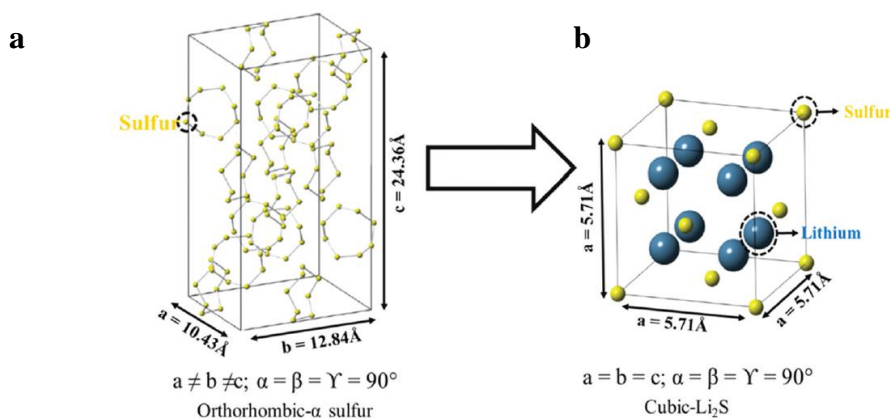 a
b
Sulfur
c = 24.36Å
a = 10.43Å
b = 12.84Å
a ≠ b ≠c; α = β = ϒ = 90°
Orthorhombic-α sulfur
Sulfur
Lithium
a = 5.71Å
a = 5.71Å
a = 5.71Å
a = b = c; α = β = ϒ = 90°
Cubic-Li₂S